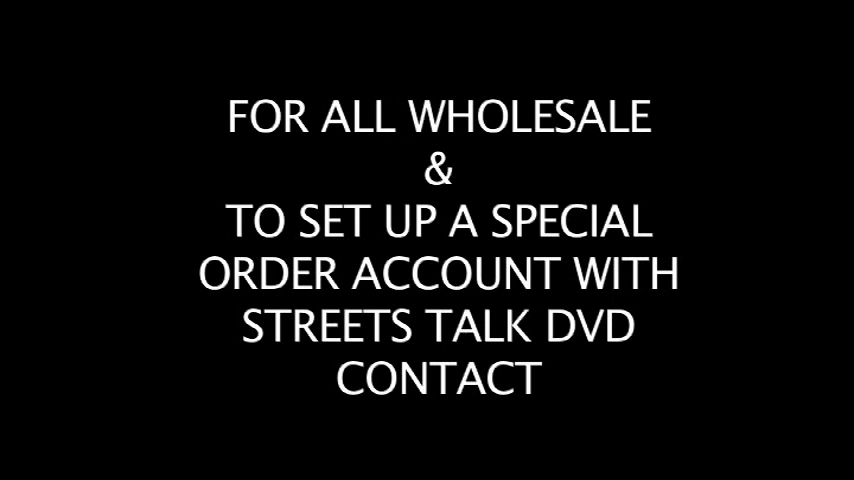 FOR ALL WHOLESALE
&
TO SET UP A SPECIAL
ORDER ACCOUNT WITH
STREETS TALK DVD
CONTACT